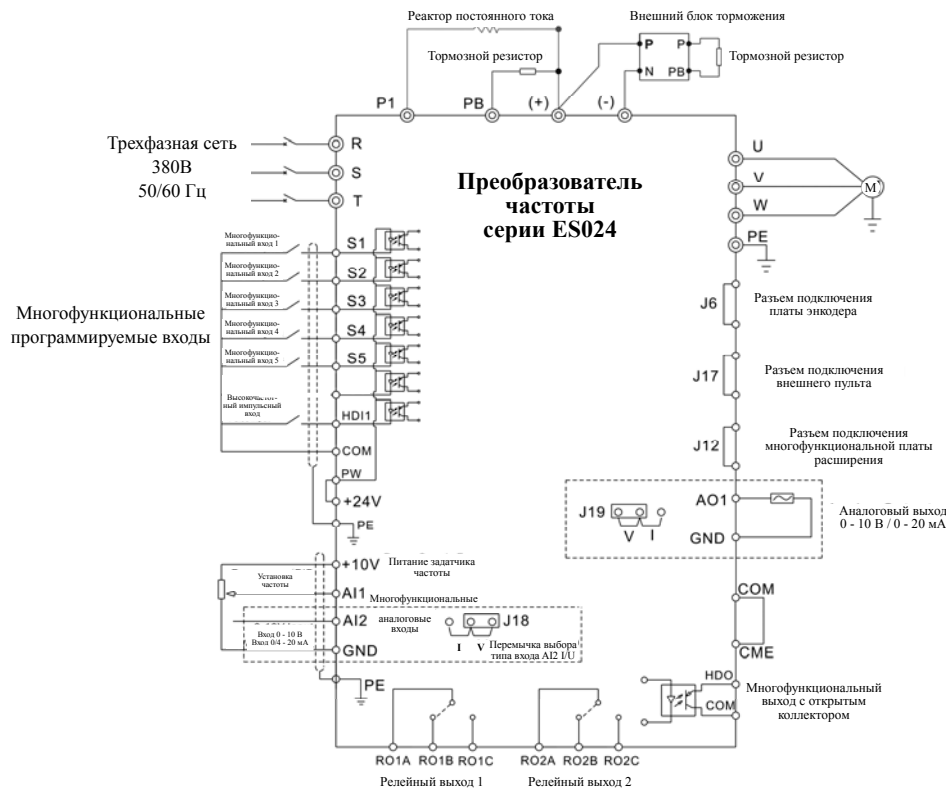 Реактор постоянного тока
Внешний блок торможения
Тормозной резистор
P
P
N
PB
Тормозной резистор
P1
PB
(+)
(-)
Трехфазная сеть
380В
50/60 Гц
R
S
T
Преобразователь
частоты
серии ES024
U
V
W
PE
M
Многофункциональные
программируемые входы
Многофункцио-
нальный вход 1
S1
Многофункцио-
нальный вход 2
S2
Многофункцио-
нальный вход 3
S3
Многофункцио-
нальный вход 4
S4
Многофункцио-
нальный вход 5
S5
ный импульсный
вход
HDI1
COM
PW
+24V
PE
J6
Разъем подключения
платы энкодера
J17
Разъем подключения
внешнего пульта
J12
Разъем подключения
многофункциональной платы
расширения
J19
V
I
AO1
GND
Аналоговый выход
0 - 10 В / 0 - 20 мА
+10V
Питание задатчика
частоты
Установка
частоты
AI1
Многофункциональные
аналоговые
входы
AI2
J18
I
V
Перемычка выбора
типа входа AI2 I/U
Вход 0 - 10 В
Вход 0/4 - 20 мА
GND
PE
COM
CME
HDO
COM
Многофункциональный
выход с открытым
коллектором
RO1A
RO1B
RO1C
RO2A
RO2B
RO2C
Релейный выход 1
Релейный выход 2